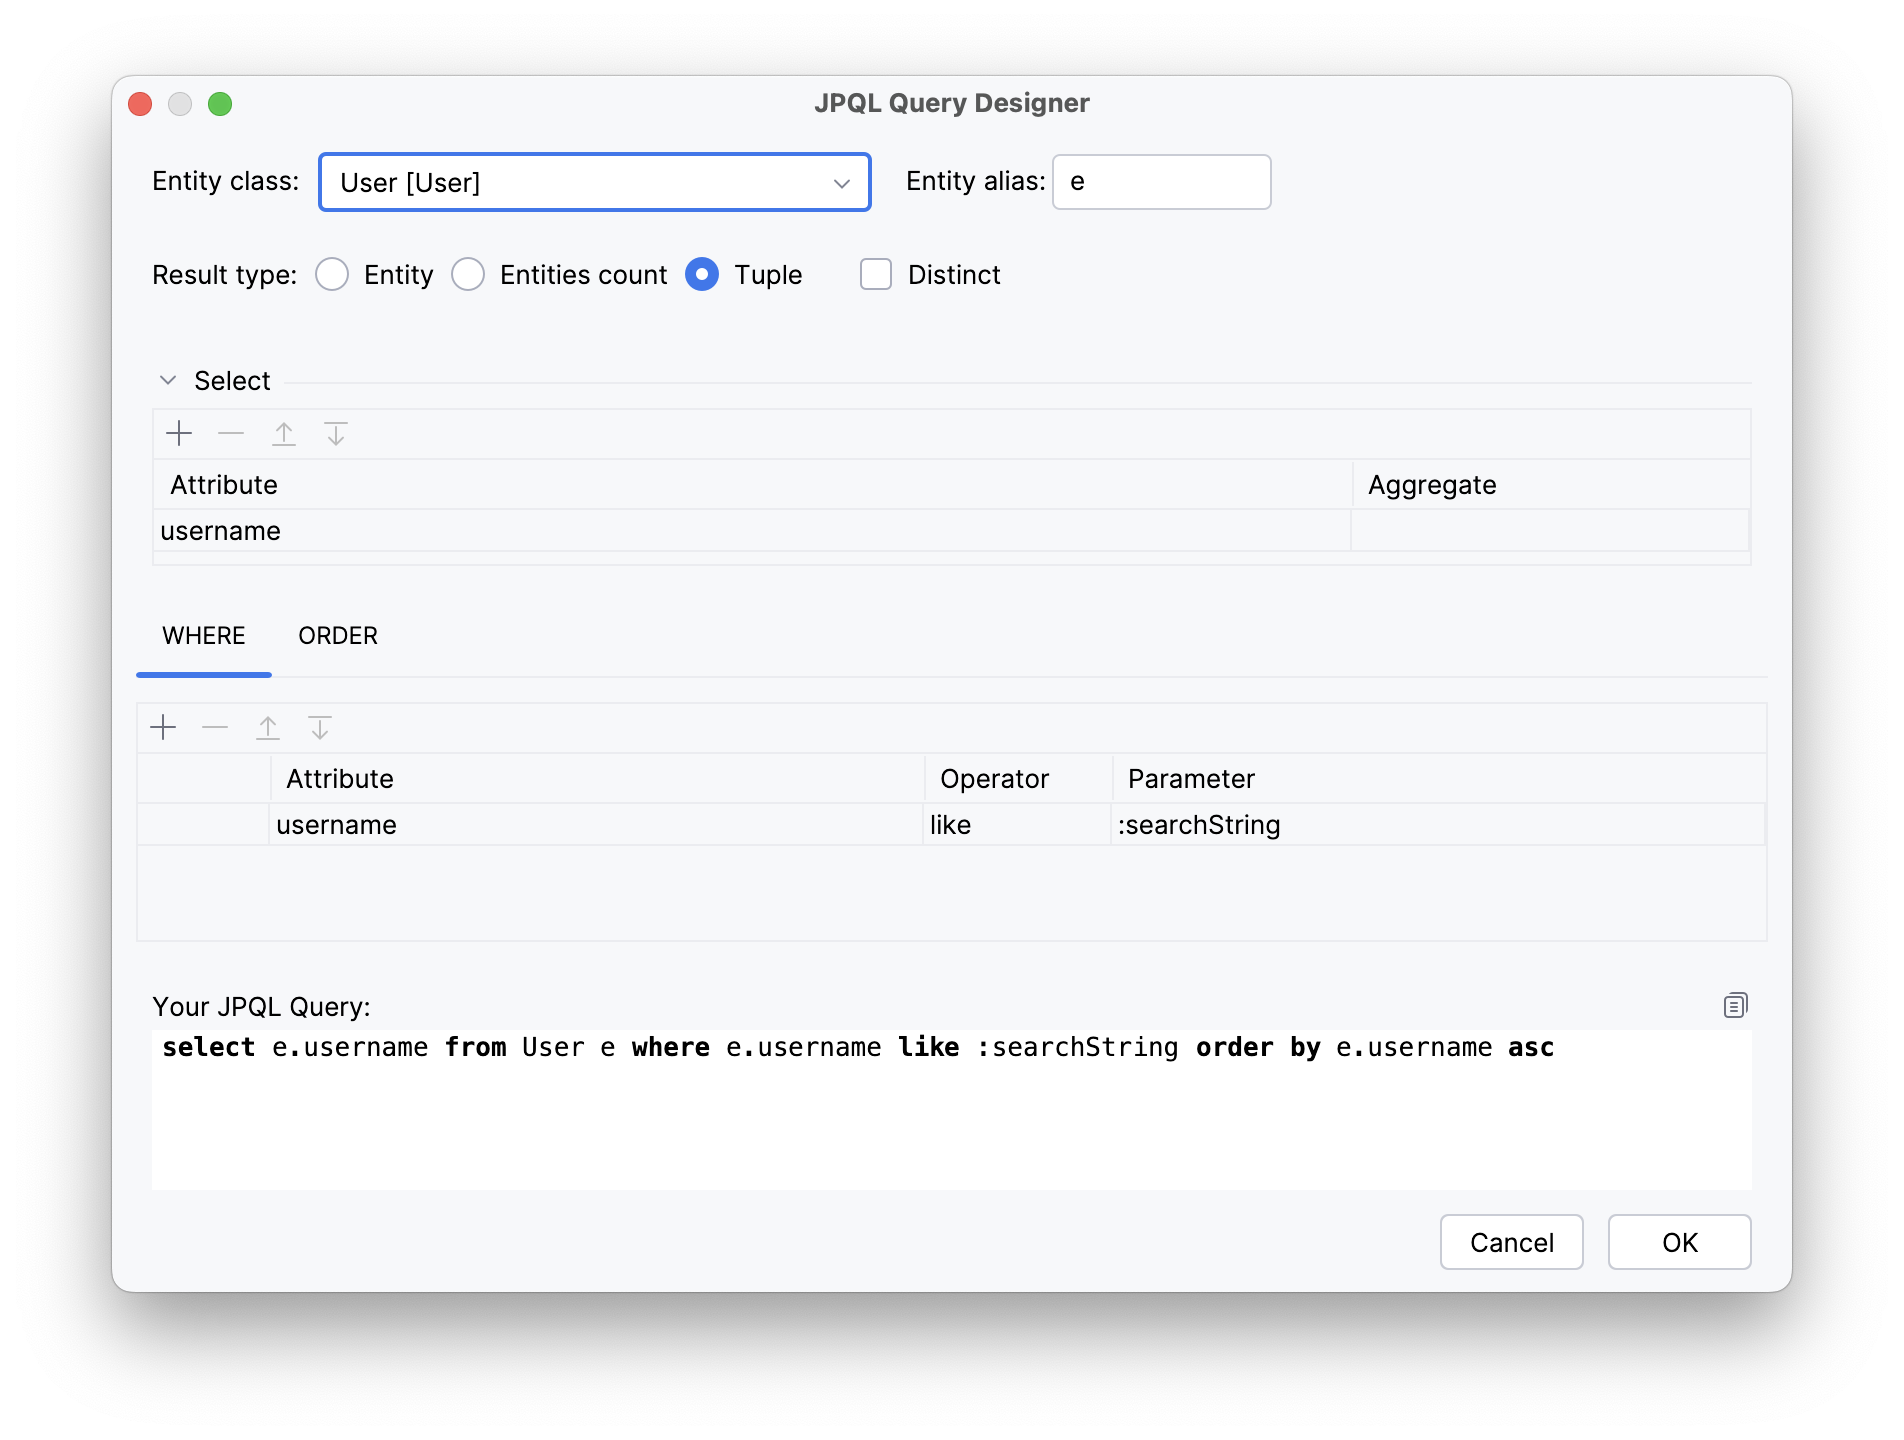 JPQL Query Designer
Entity class: User [User] Entity alias: e
Result type: Entity Entities count Tuple Distinct
Select
Attribute Aggregate
username
WHERE ORDER
Attribute Operator Parameter
username like :searchString
Your JPQL Query:
select e.username from User e where e.username like :searchString order by e.username asc
Cancel OK